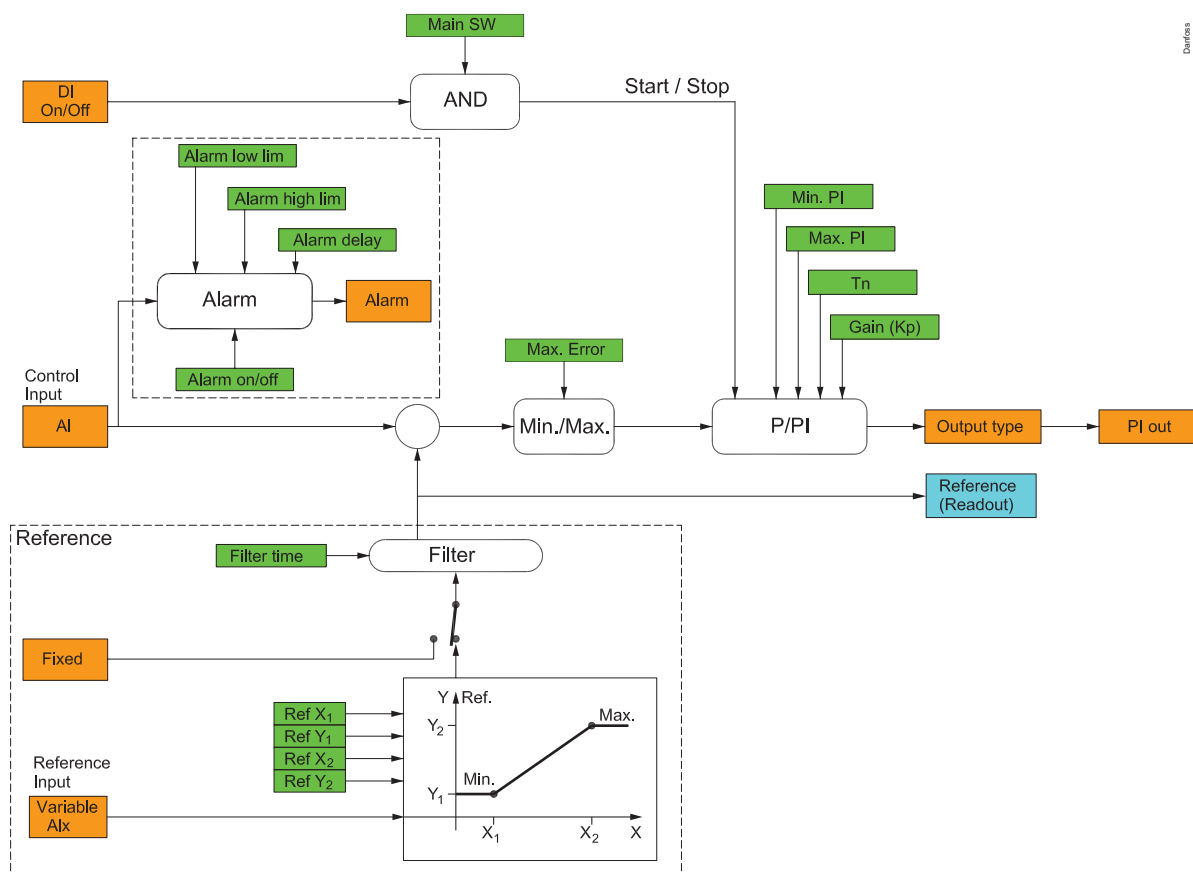 Danfoss
Main SW
DI
On/Off
AND
Start / Stop
Alarm low lim
Alarm high lim
Alarm delay
Alarm
Alarm
Alarm on/off
Min. PI
Max. PI
Tn
Gain (Kp)
Max. Error
Control
Input
AI
Min./Max.
P/PI
Output type
PI out
Reference
(Readout)
Reference
Filter time
Filter
Fixed
Ref X₁
Ref Y₁
Ref X₂
Ref Y₂
Y Ref.
Y₂
Max.
Min.
Y₁
X₁
X₂
X
Reference
Input
Variable
AIx